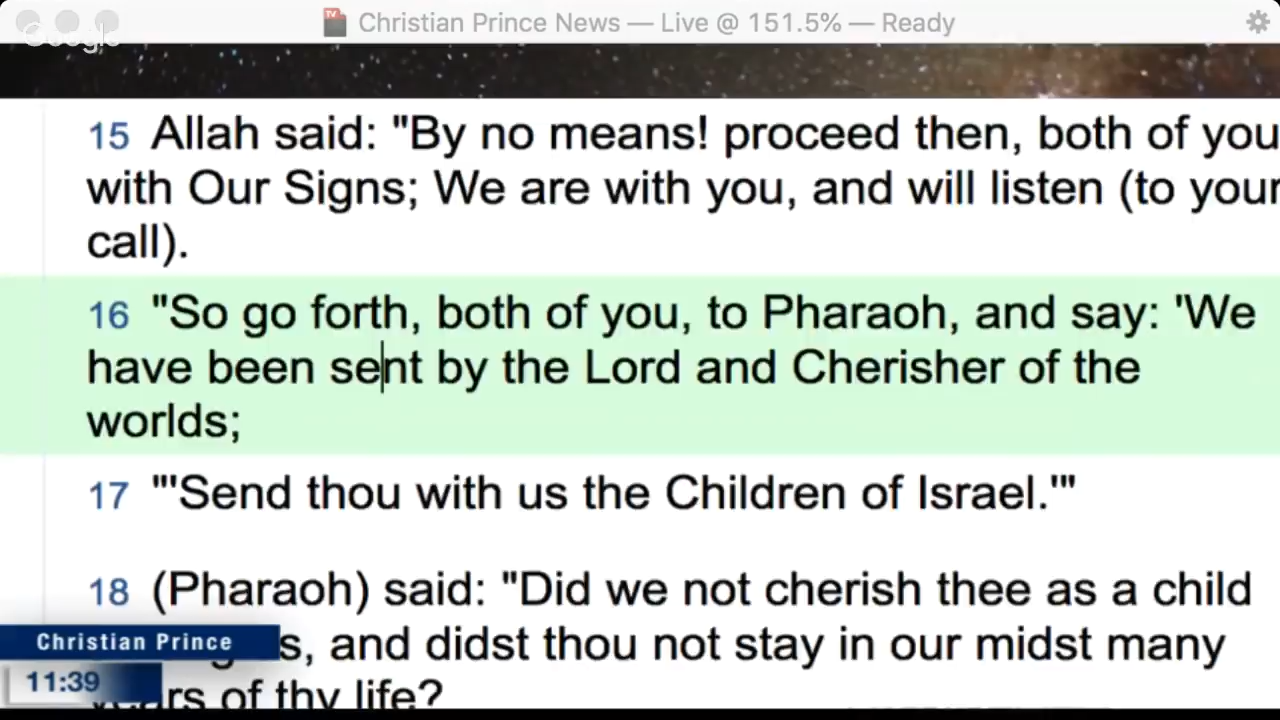 Christian Prince News — Live @ 151.5% — Ready
Google
15 Allah said: "By no means! proceed then, both of you
with Our Signs; We are with you, and will listen (to your
call).
16 "So go forth, both of you, to Pharaoh, and say: 'We
have been sent by the Lord and Cherisher of the
worlds;
17 "'Send thou with us the Children of Israel.'"
18 (Pharaoh) said: "Did we not cherish thee as a child
and didst thou not stay in our midst many
years of thy life?
Christian Prince
11:39